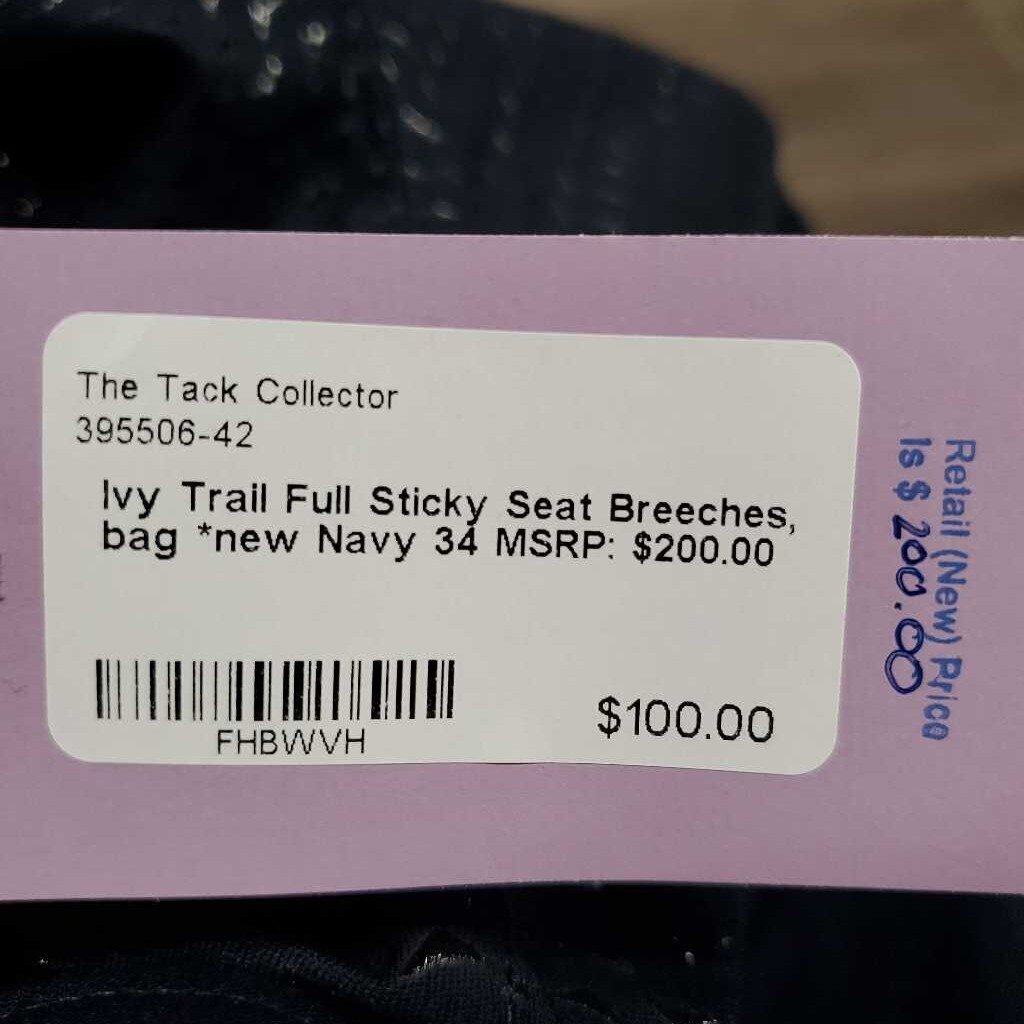 The Tack Collector
395506-42
Ivy Trail Full Sticky Seat Breeches,
bag *new Navy 34 MSRP: $200.00
FHBWVH
$100.00
Retail (New) Price
Is $ 200.00